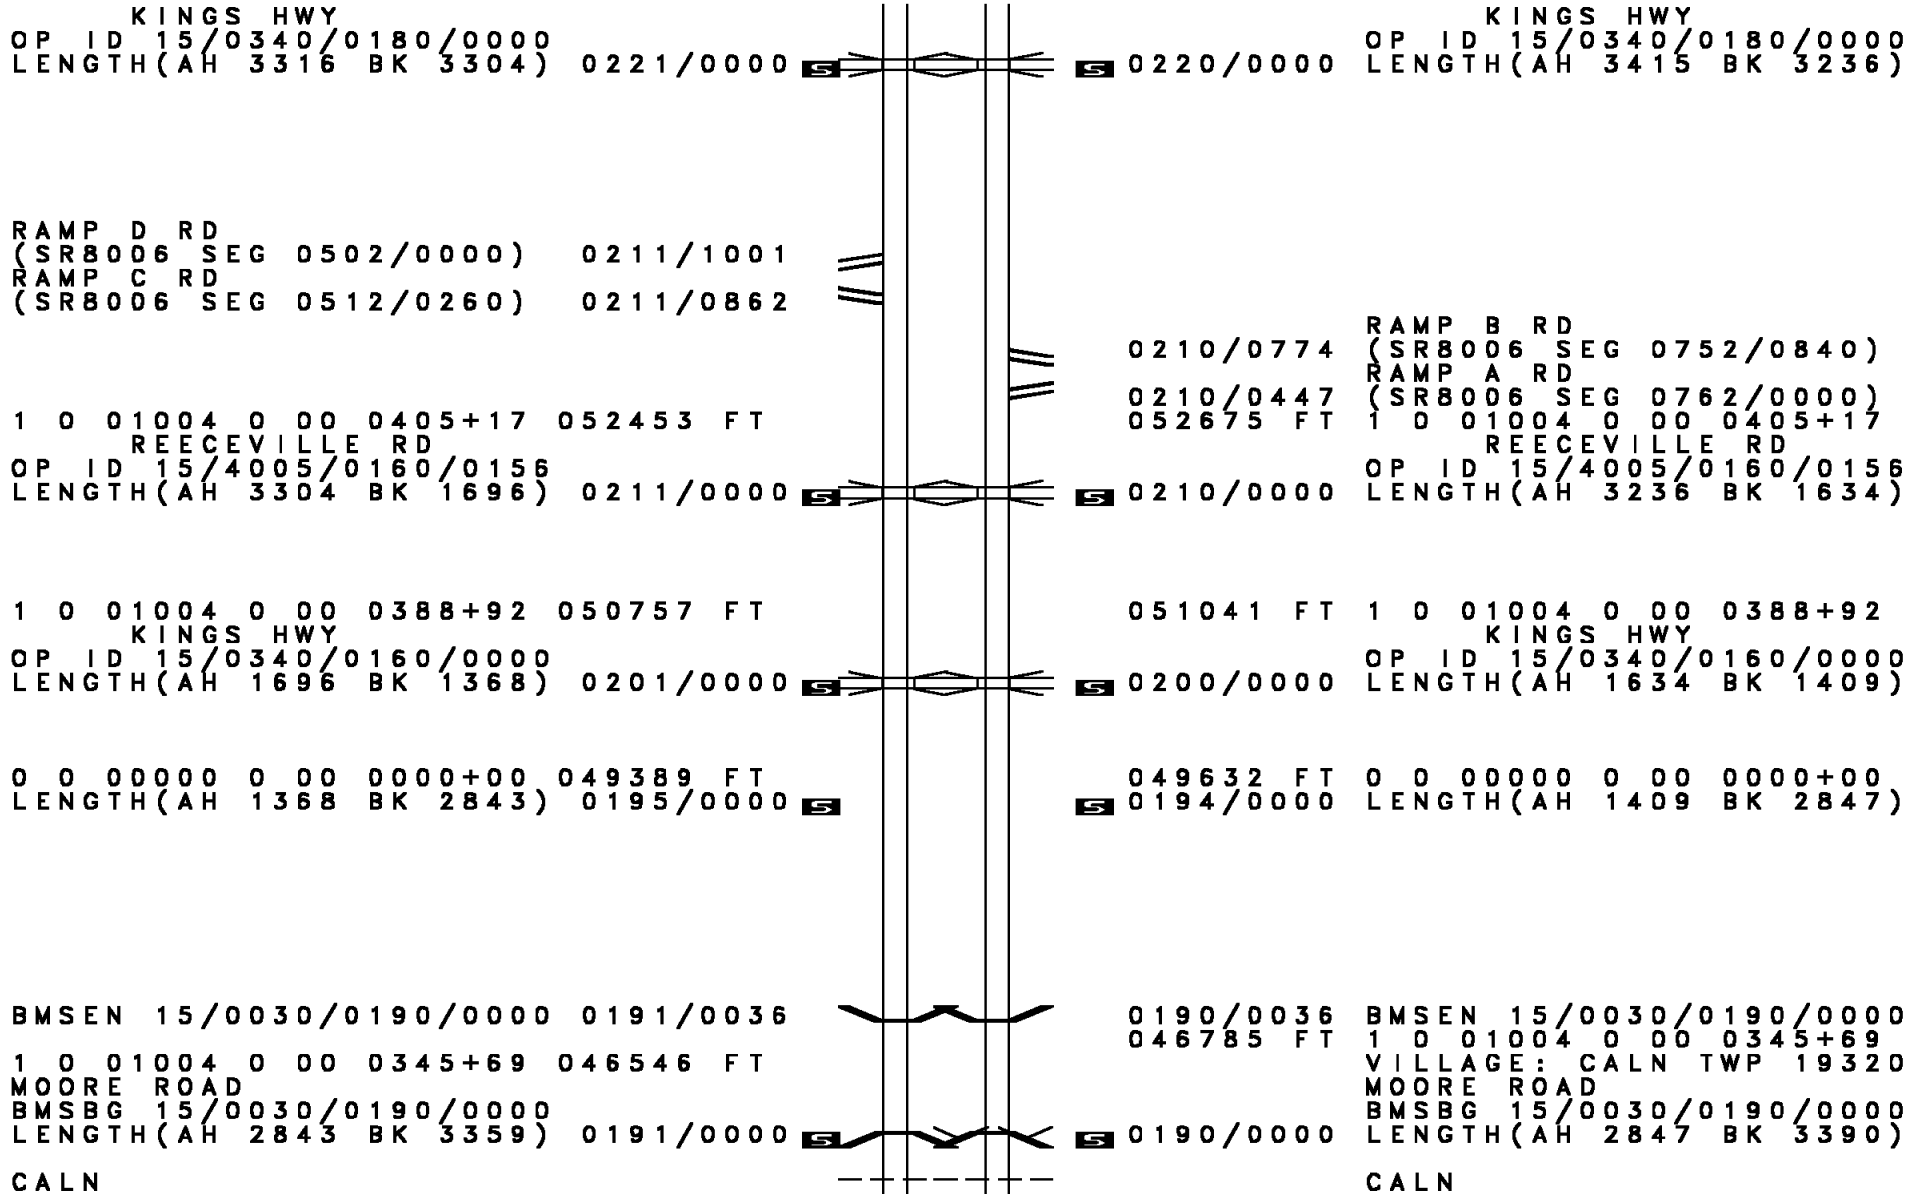 KINGS HWY
OP ID 15/0340/0180/0000
LENGTH(AH 3316 BK 3304) 0221/0000 S
RAMP D RD
(SR8006 SEG 0502/0000) 0211/1001
RAMP C RD
(SR8006 SEG 0512/0260) 0211/0862
1 0 01004 0 00 0405+17 052453 FT
REECEVILLE RD
OP ID 15/4005/0160/0156
LENGTH(AH 3304 BK 1696) 0211/0000 S
1 0 01004 0 00 0388+92 050757 FT
KINGS HWY
OP ID 15/0340/0160/0000
LENGTH(AH 1696 BK 1368) 0201/0000 S
0 0 00000 0 00 0000+00 049389 FT
LENGTH(AH 1368 BK 2843) 0195/0000 S
BMSEN 15/0030/0190/0000 0191/0036
1 0 01004 0 00 0345+69 046546 FT
MOORE ROAD
BMSBG 15/0030/0190/0000
LENGTH(AH 2843 BK 3359) 0191/0000 S
CALN
KINGS HWY
OP ID 15/0340/0180/0000
S 0220/0000 LENGTH(AH 3415 BK 3236)
RAMP B RD
0210/0774 (SR8006 SEG 0752/0840)
RAMP A RD
0210/0447 (SR8006 SEG 0762/0000)
052675 FT 1 0 01004 0 00 0405+17
REECEVILLE RD
OP ID 15/4005/0160/0156
S 0210/0000 LENGTH(AH 3236 BK 1634)
051041 FT 1 0 01004 0 00 0388+92
KINGS HWY
OP ID 15/0340/0160/0000
S 0200/0000 LENGTH(AH 1634 BK 1409)
049632 FT 0 0 00000 0 00 0000+00
S 0194/0000 LENGTH(AH 1409 BK 2847)
0190/0036 BMSEN 15/0030/0190/0000
046785 FT 1 0 01004 0 00 0345+69
VILLAGE: CALN TWP 19320
MOORE ROAD
BMSBG 15/0030/0190/0000
S 0190/0000 LENGTH(AH 2847 BK 3390)
CALN